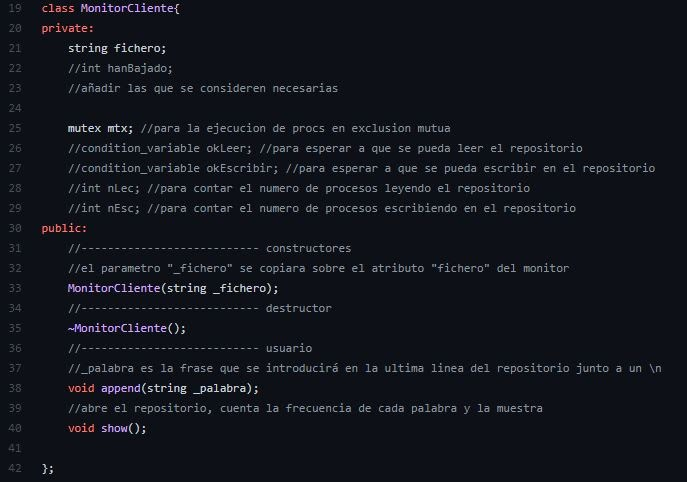 19 class MonitorCliente{
20 private:
21     string fichero;
22     //int hanBajado;
23     //añadir las que se consideren necesarias
24
25     mutex mtx; //para la ejecucion de procs en exclusion mutua
26     //condition_variable okLeer; //para esperar a que se pueda leer el repositorio
27     //condition_variable okEscribir; //para esperar a que se pueda escribir en el repositorio
28     //int nLec; //para contar el numero de procesos leyendo el repositorio
29     //int nEsc; //para contar el numero de procesos escribiendo en el repositorio
30 public:
31     //--------------------------- constructores
32     //el parametro "_fichero" se copiara sobre el atributo "fichero" del monitor
33     MonitorCliente(string _fichero);
34     //--------------------------- destructor
35     ~MonitorCliente();
36     //--------------------------- usuario
37     //_palabra es la frase que se introducirá en la ultima linea del repositorio junto a un \n
38     void append(string _palabra);
39     //abre el repositorio, cuenta la frecuencia de cada palabra y la muestra
40     void show();
41
42 };